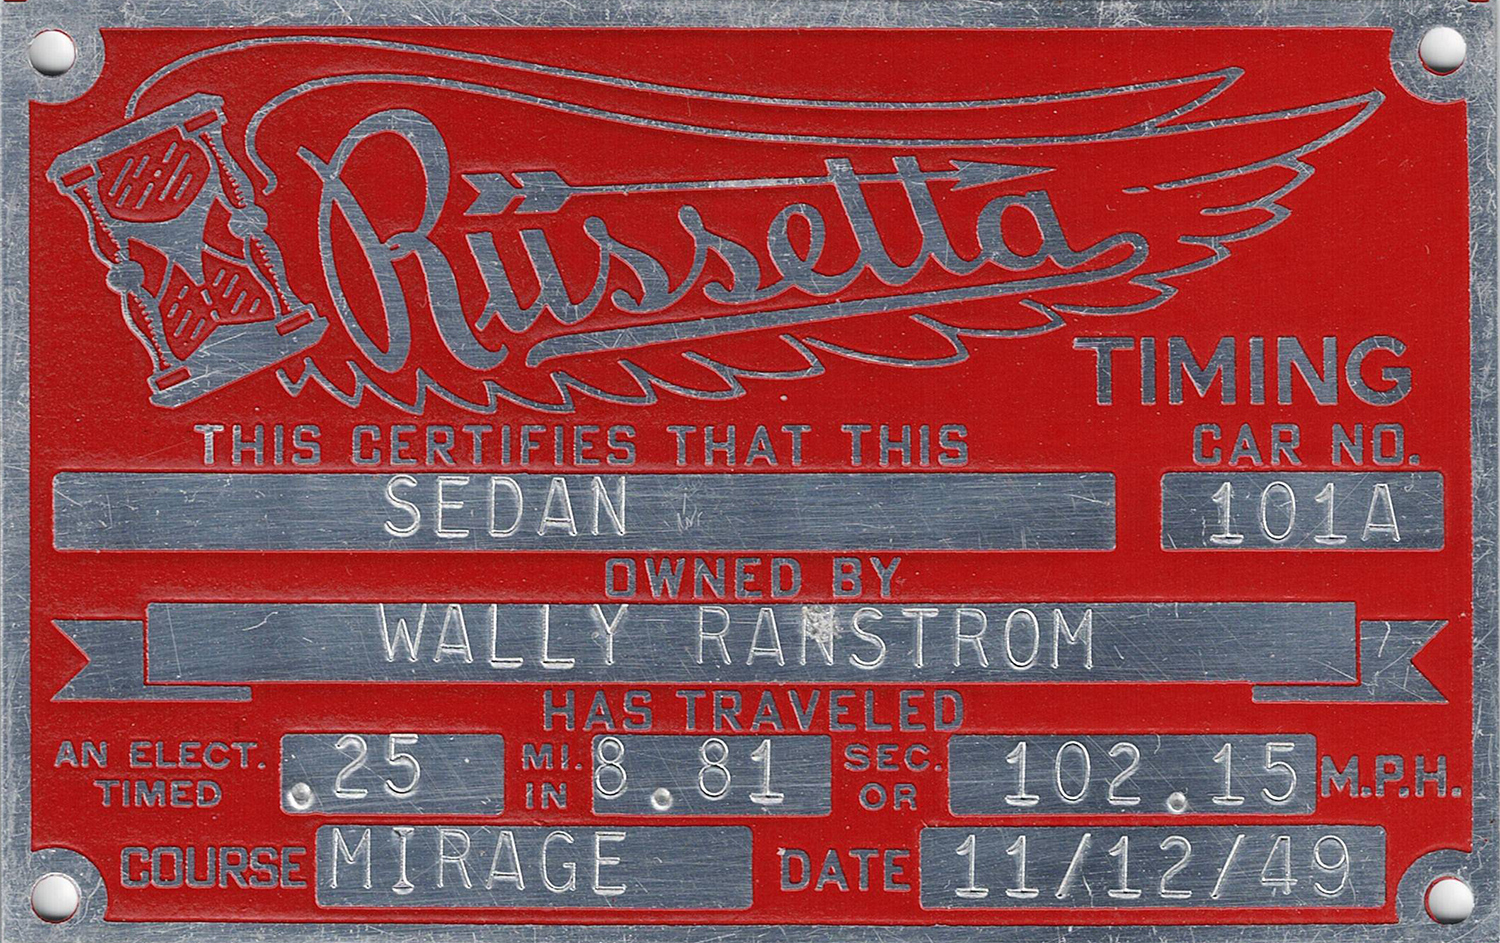 Russetta
TIMING
THIS CERTIFIES THAT THIS CAR NO.
SEDAN 101A
OWNED BY
WALLY RANSTROM
HAS TRAVELED
AN ELECT. TIMED .25 MI. IN 8.81 SEC. OR 102.15 M.P.H.
COURSE MIRAGE DATE 11/12/49